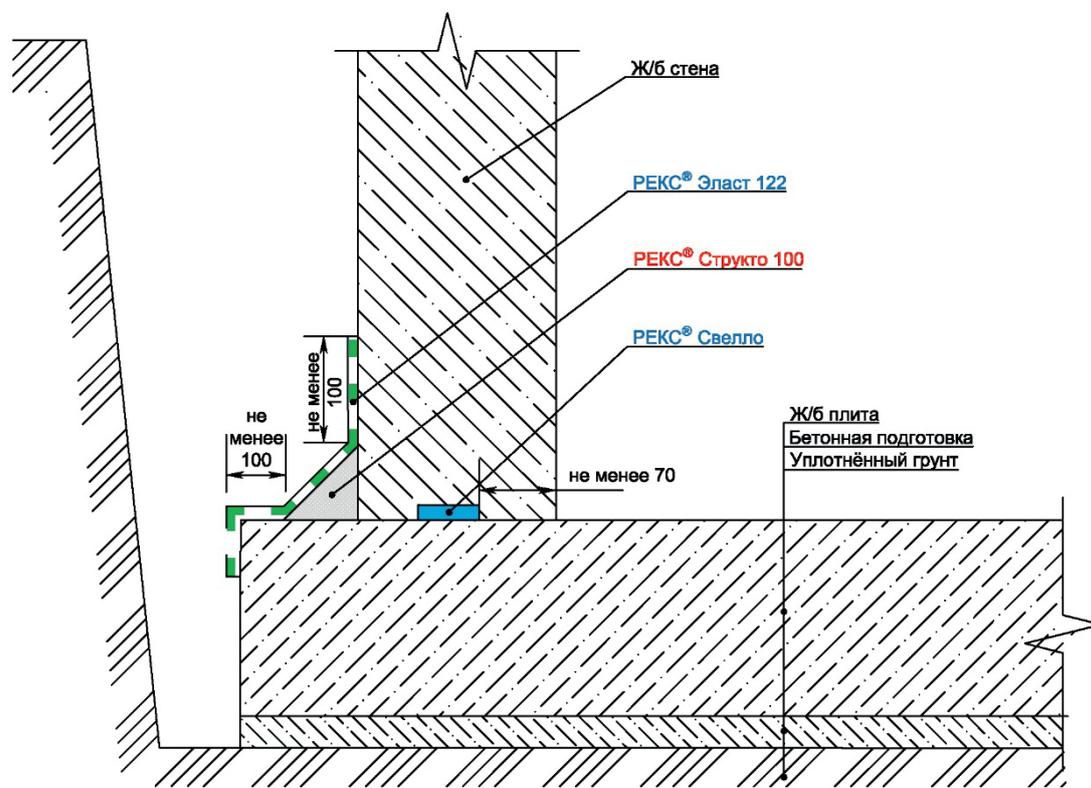 Ж/б стена
РЕКС® Эласт 122
РЕКС® Структо 100
РЕКС® Свелло
не менее
100
не
менее
100
Ж/б плита
Бетонная подготовка
Уплотнённый грунт
не менее 70